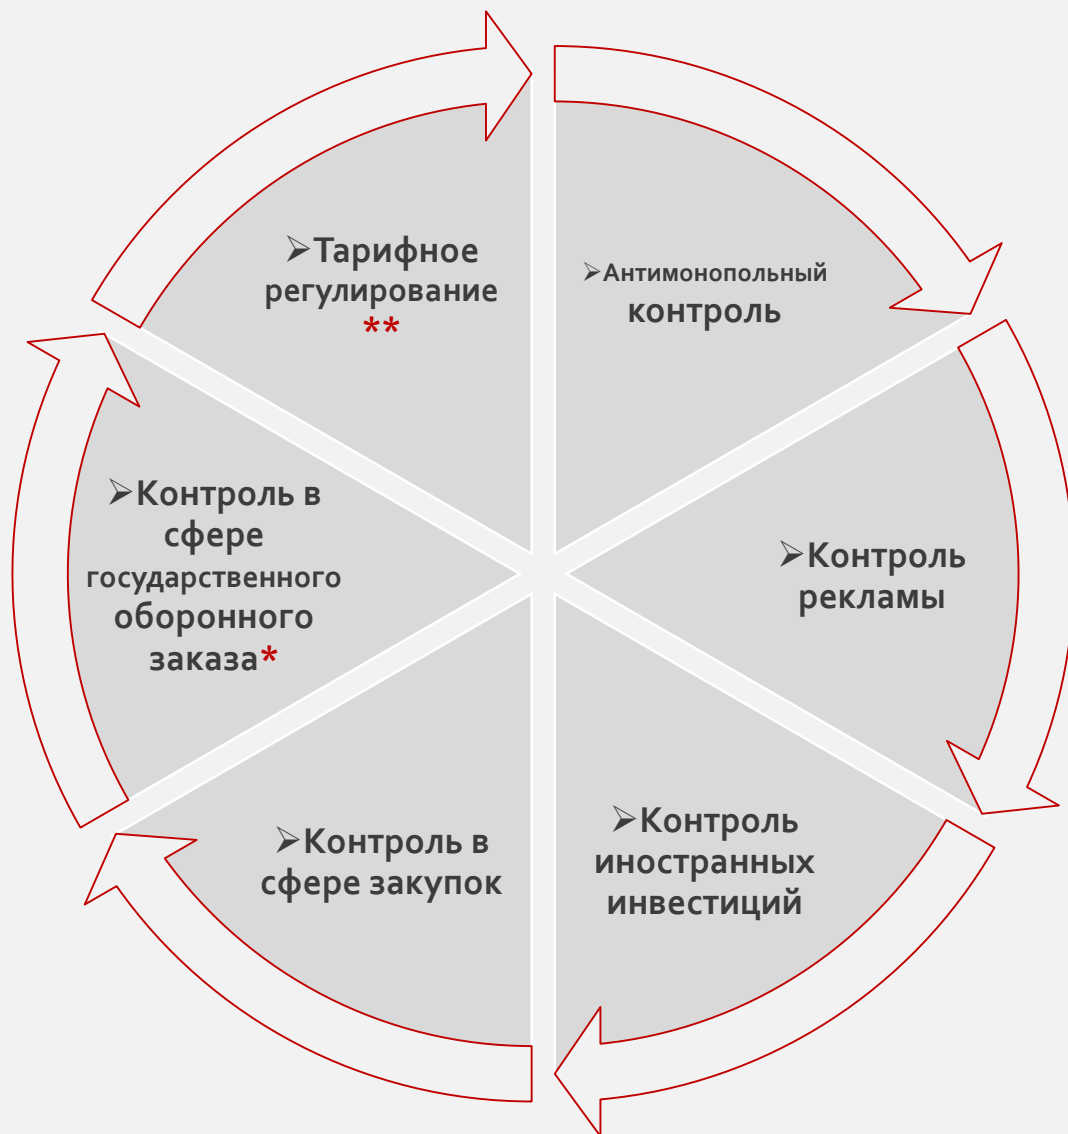 ➢Тарифное
регулирование
**
➢Антимонопольный
контроль
➢Контроль в
сфере
государственного
оборонного
заказа*
➢Контроль
рекламы
➢Контроль в
сфере закупок
➢Контроль
иностранных
инвестиций